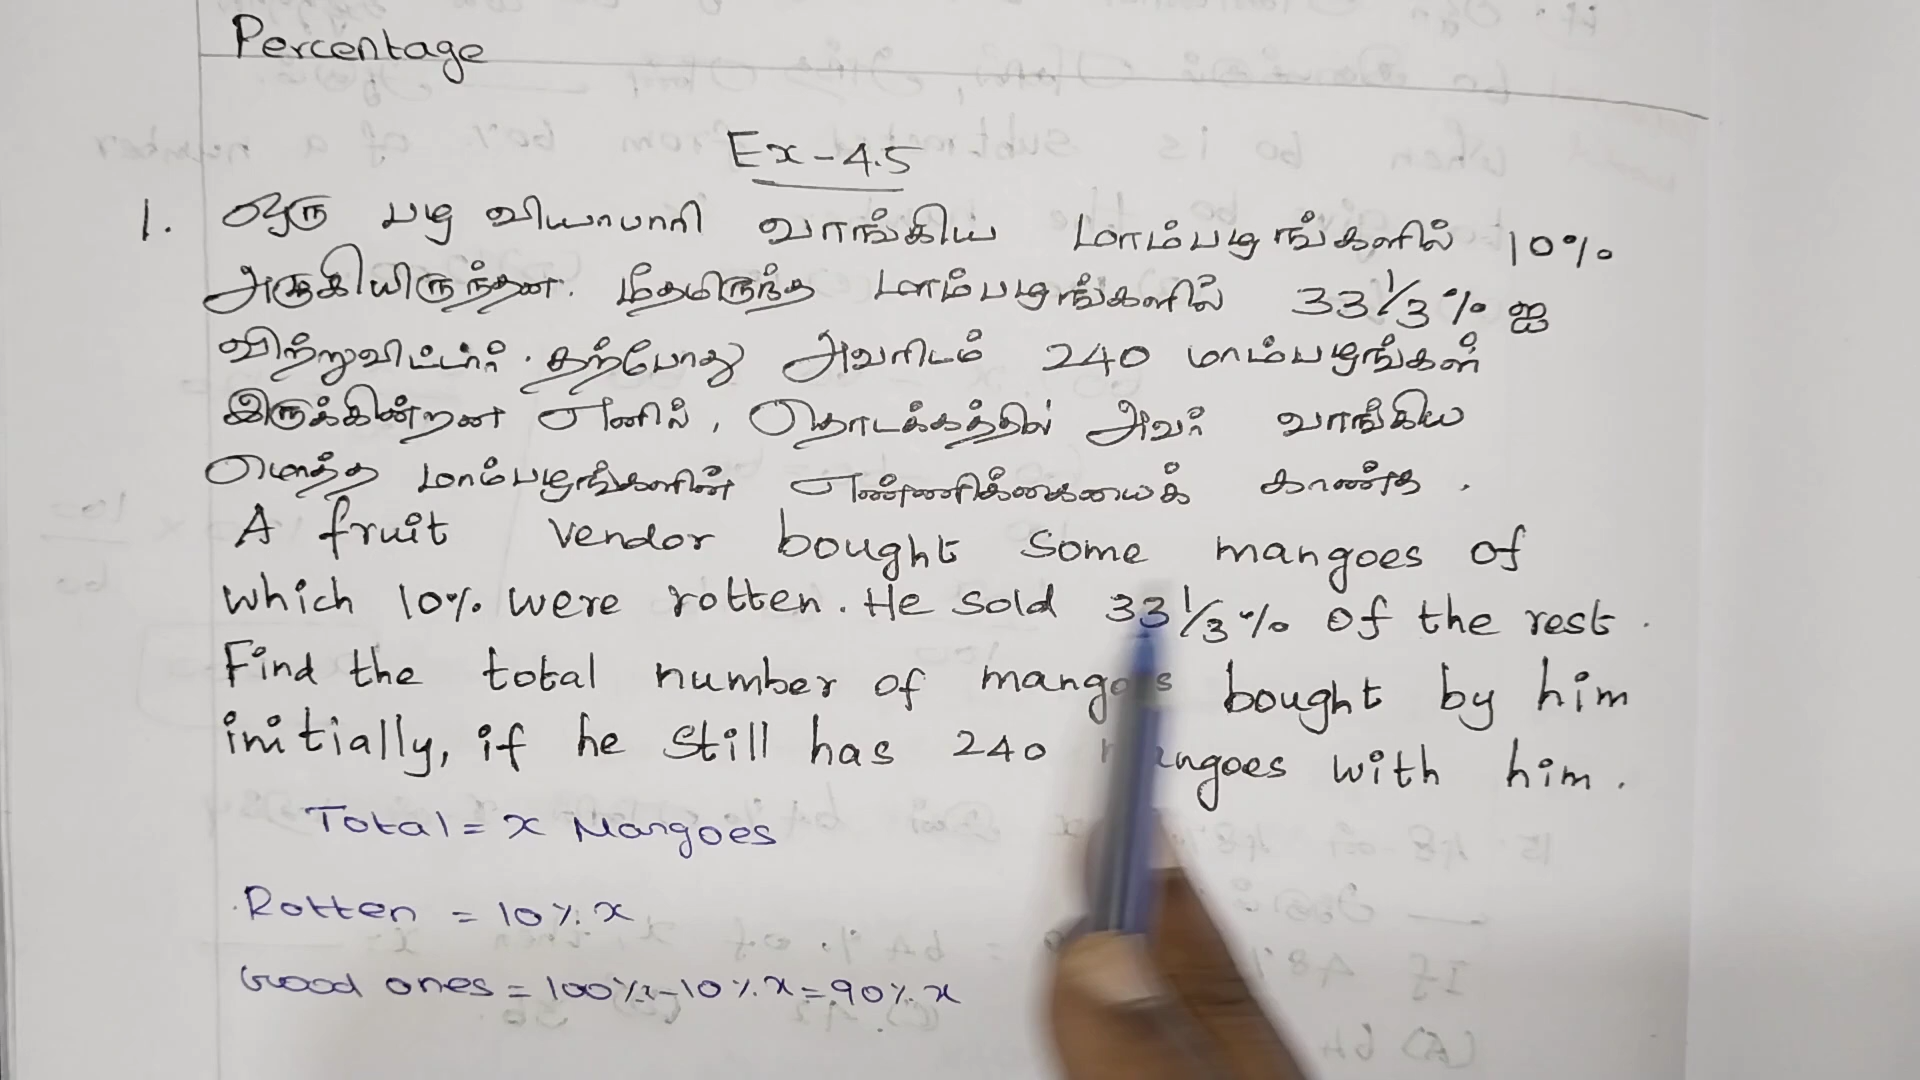 Percentage
Ex-4.5
1. ஒரு பழ வியாபாரி வாங்கிய மாம்பழங்களில் 10%
அழுகியிருந்தன. மீதமிருந்த மாம்பழங்களில் 33 1/3 % ஐ
விற்றுவிட்டார். தற்போது அவரிடம் 240 மாம்பழங்கள்
இருக்கின்றன எனில், தொடக்கத்தில் அவர் வாங்கிய
மொத்த மாம்பழங்களின் எண்ணிக்கையைக் காண்க.
A fruit vendor bought some mangoes of
which 10% were rotten. He sold 33 1/3 % of the rest.
Find the total number of mangoes bought by him
initially, if he still has 240 mangoes with him.
Total = x Mangoes
Rotten = 10% x
Good ones = 100%x - 10% x = 90% x